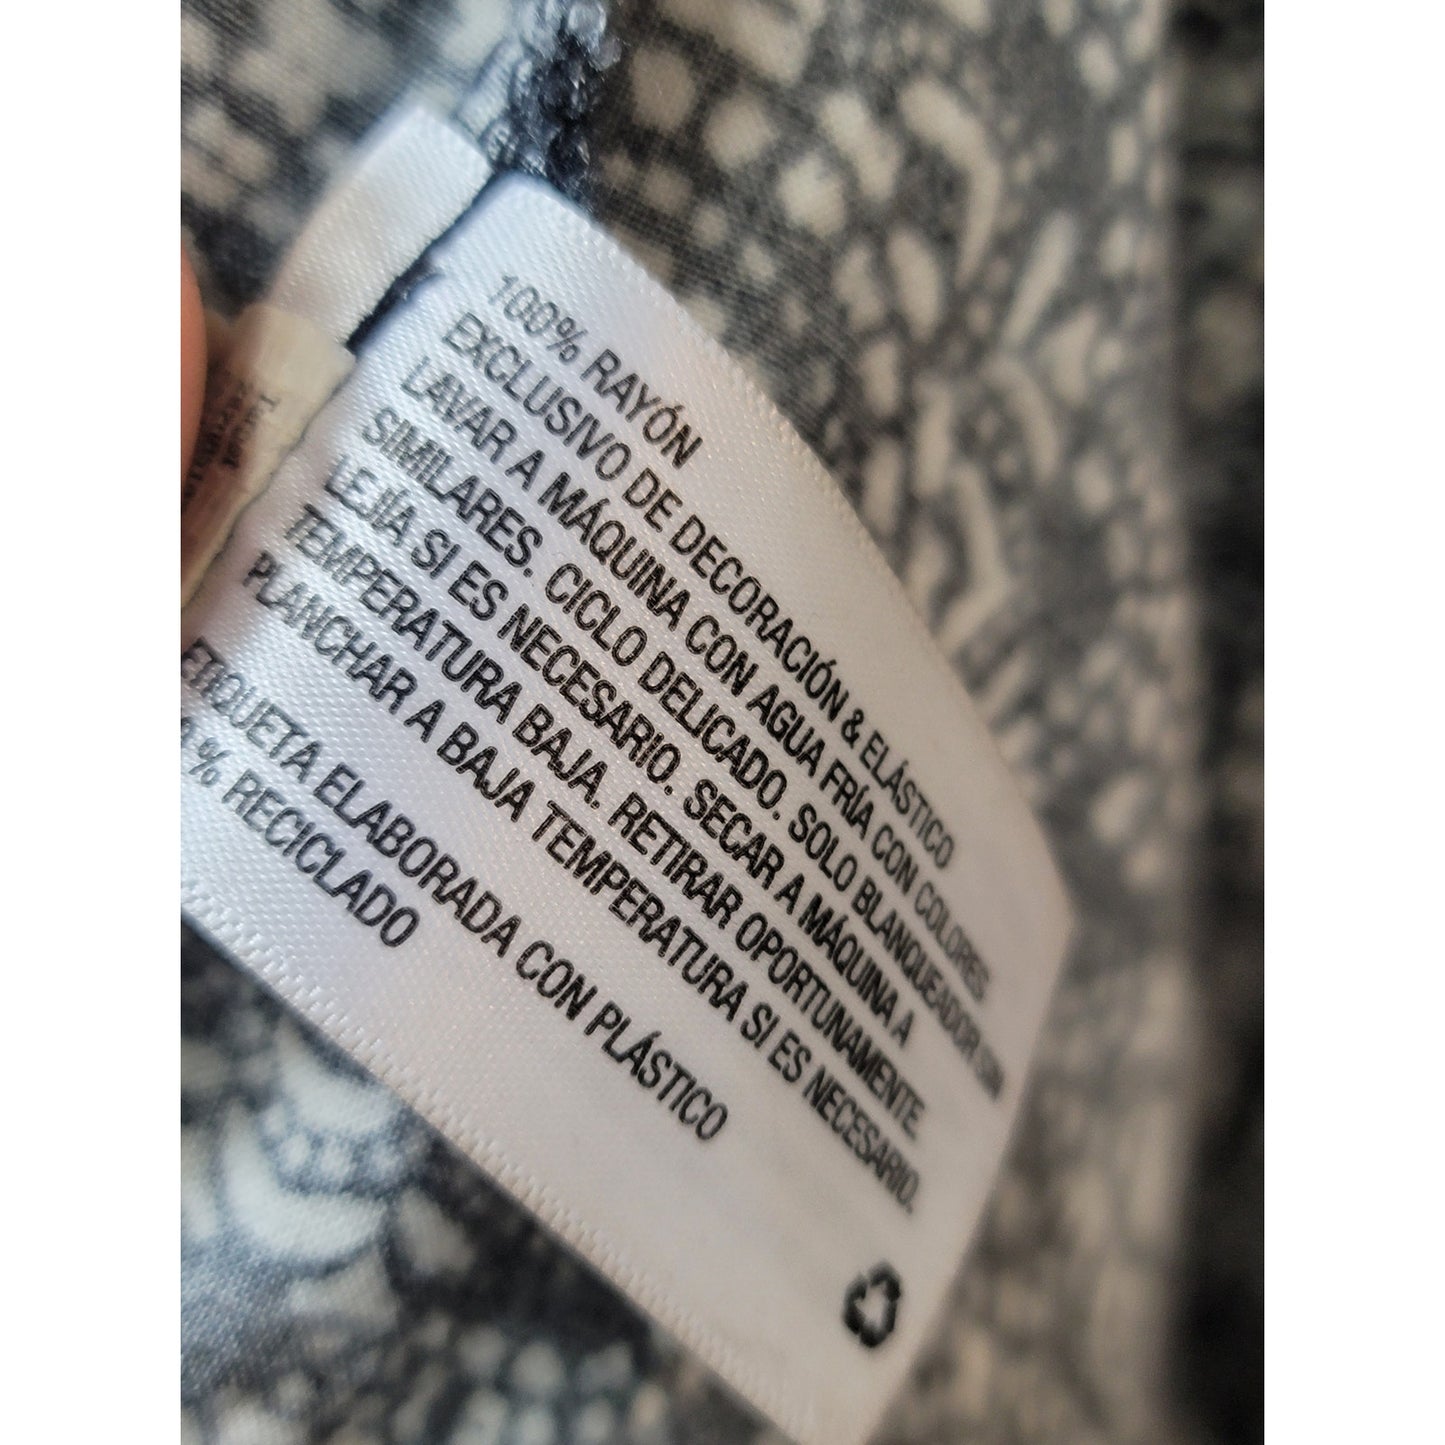 100% RAYÓN
EXCLUSIVO DE DECORACIÓN & ELÁSTICO
LAVAR A MÁQUINA CON AGUA FRÍA CON COLORES
SIMILARES. CICLO DELICADO. SOLO BLANQUEADOR SIN
LEJÍA SI ES NECESARIO. SECAR A MÁQUINA A
TEMPERATURA BAJA. RETIRAR OPORTUNAMENTE.
PLANCHAR A BAJA TEMPERATURA SI ES NECESARIO.
ETIQUETA ELABORADA CON PLÁSTICO
% RECICLADO